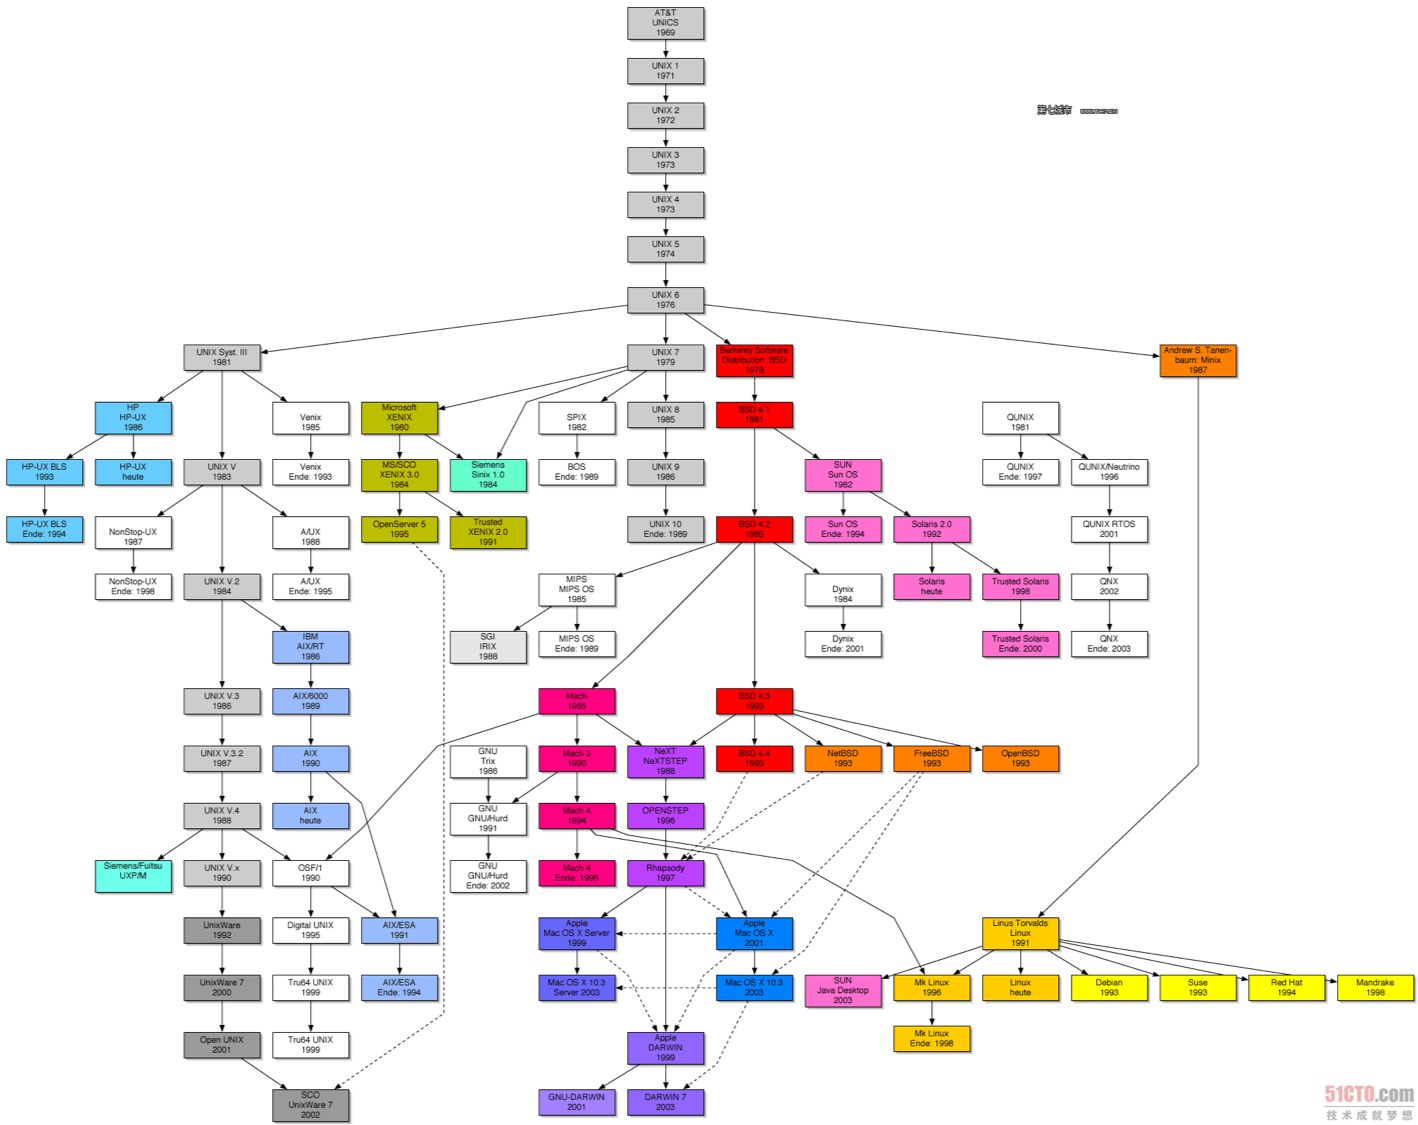 AT&T
UNICS
1969
UNIX 1
1971
UNIX 2
1972
第七城市
UNIX 3
1973
UNIX 4
1973
UNIX 5
1974
UNIX 6
1976
UNIX Syst. III
1981
UNIX 7
1979
Berkeley Software
Distribution: BSD
1978
Andrew S. Tanen-
baum: Minix
1987
HP
HP-UX
1986
Venix
1985
Microsoft
XENIX
1980
SPIX
1982
UNIX 8
1985
BSD 4.1
1981
QUNIX
1981
HP-UX BLS
1993
HP-UX
heute
UNIX V
1983
Venix
Ende: 1993
MS/SCO
XENIX 3.0
1984
Siemens
Sinix 1.0
1984
BOS
Ende: 1989
UNIX 9
1986
SUN
Sun OS
1982
QUNIX
Ende: 1997
QUNIX/Neutrino
1996
HP-UX BLS
Ende: 1994
NonStop-UX
1987
A/UX
1988
OpenServer 5
1995
Trusted
XENIX 2.0
1991
UNIX 10
Ende: 1989
BSD 4.2
1985
Sun OS
Ende: 1994
Solaris 2.0
1992
QUNIX RTOS
2001
NonStop-UX
Ende: 1998
UNIX V.2
1984
A/UX
Ende: 1995
MIPS
MIPS OS
1985
Dynix
1984
Solaris
heute
Trusted Solaris
1998
QNX
2002
IBM
AIX/RT
1986
SGI
IRIX
1988
MIPS OS
Ende: 1989
Dynix
Ende: 2001
Trusted Solaris
Ende: 2000
QNX
Ende: 2003
UNIX V.3
1986
AIX/6000
1989
Mach
1985
BSD 4.3
1993
UNIX V.3.2
1987
AIX
1990
GNU
Trix
1986
Mach 3
1990
NeXT
NeXTSTEP
1988
BSD 4.4
1993
NetBSD
1993
FreeBSD
1993
OpenBSD
1993
UNIX V.4
1988
AIX
heute
GNU
GNU/Hurd
1991
Mach 4
1994
OPENSTEP
1996
Siemens/Fuitsu
UXP/M
UNIX V.x
1990
OSF/1
1990
GNU
GNU/Hurd
Ende: 2002
Mach 4
Ende: 1996
Rhapsody
1997
UnixWare
1992
Digital UNIX
1995
AIX/ESA
1991
Apple
Mac OS X Server
1999
Apple
Mac OS X
2001
Linus Torvalds
Linux
1991
UnixWare 7
2000
Tru64 UNIX
1999
AIX/ESA
Ende: 1994
Mac OS X 10.3
Server 2003
Mac OS X 10.3
2003
SUN
Java Desktop
2003
Mk Linux
1996
Linux
heute
Debian
1993
Suse
1993
Red Hat
1994
Mandrake
1998
Open UNIX
2001
Tru64 UNIX
1999
Apple
DARWIN
1999
Mk Linux
Ende: 1998
SCO
UnixWare 7
2002
GNU-DARWIN
2001
DARWIN 7
2003
51CTO.com
技术成就梦想